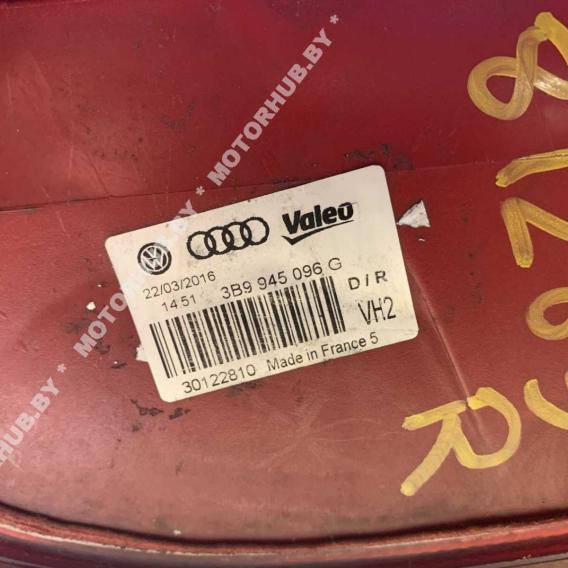 Valeo
22/03/2016
14 51 3B9 945 096 G
D/R
VH2
30122810 Made in France 5
R
MOTORHUB.BY * MOTORHUB.BY * MOTORHUB.BY